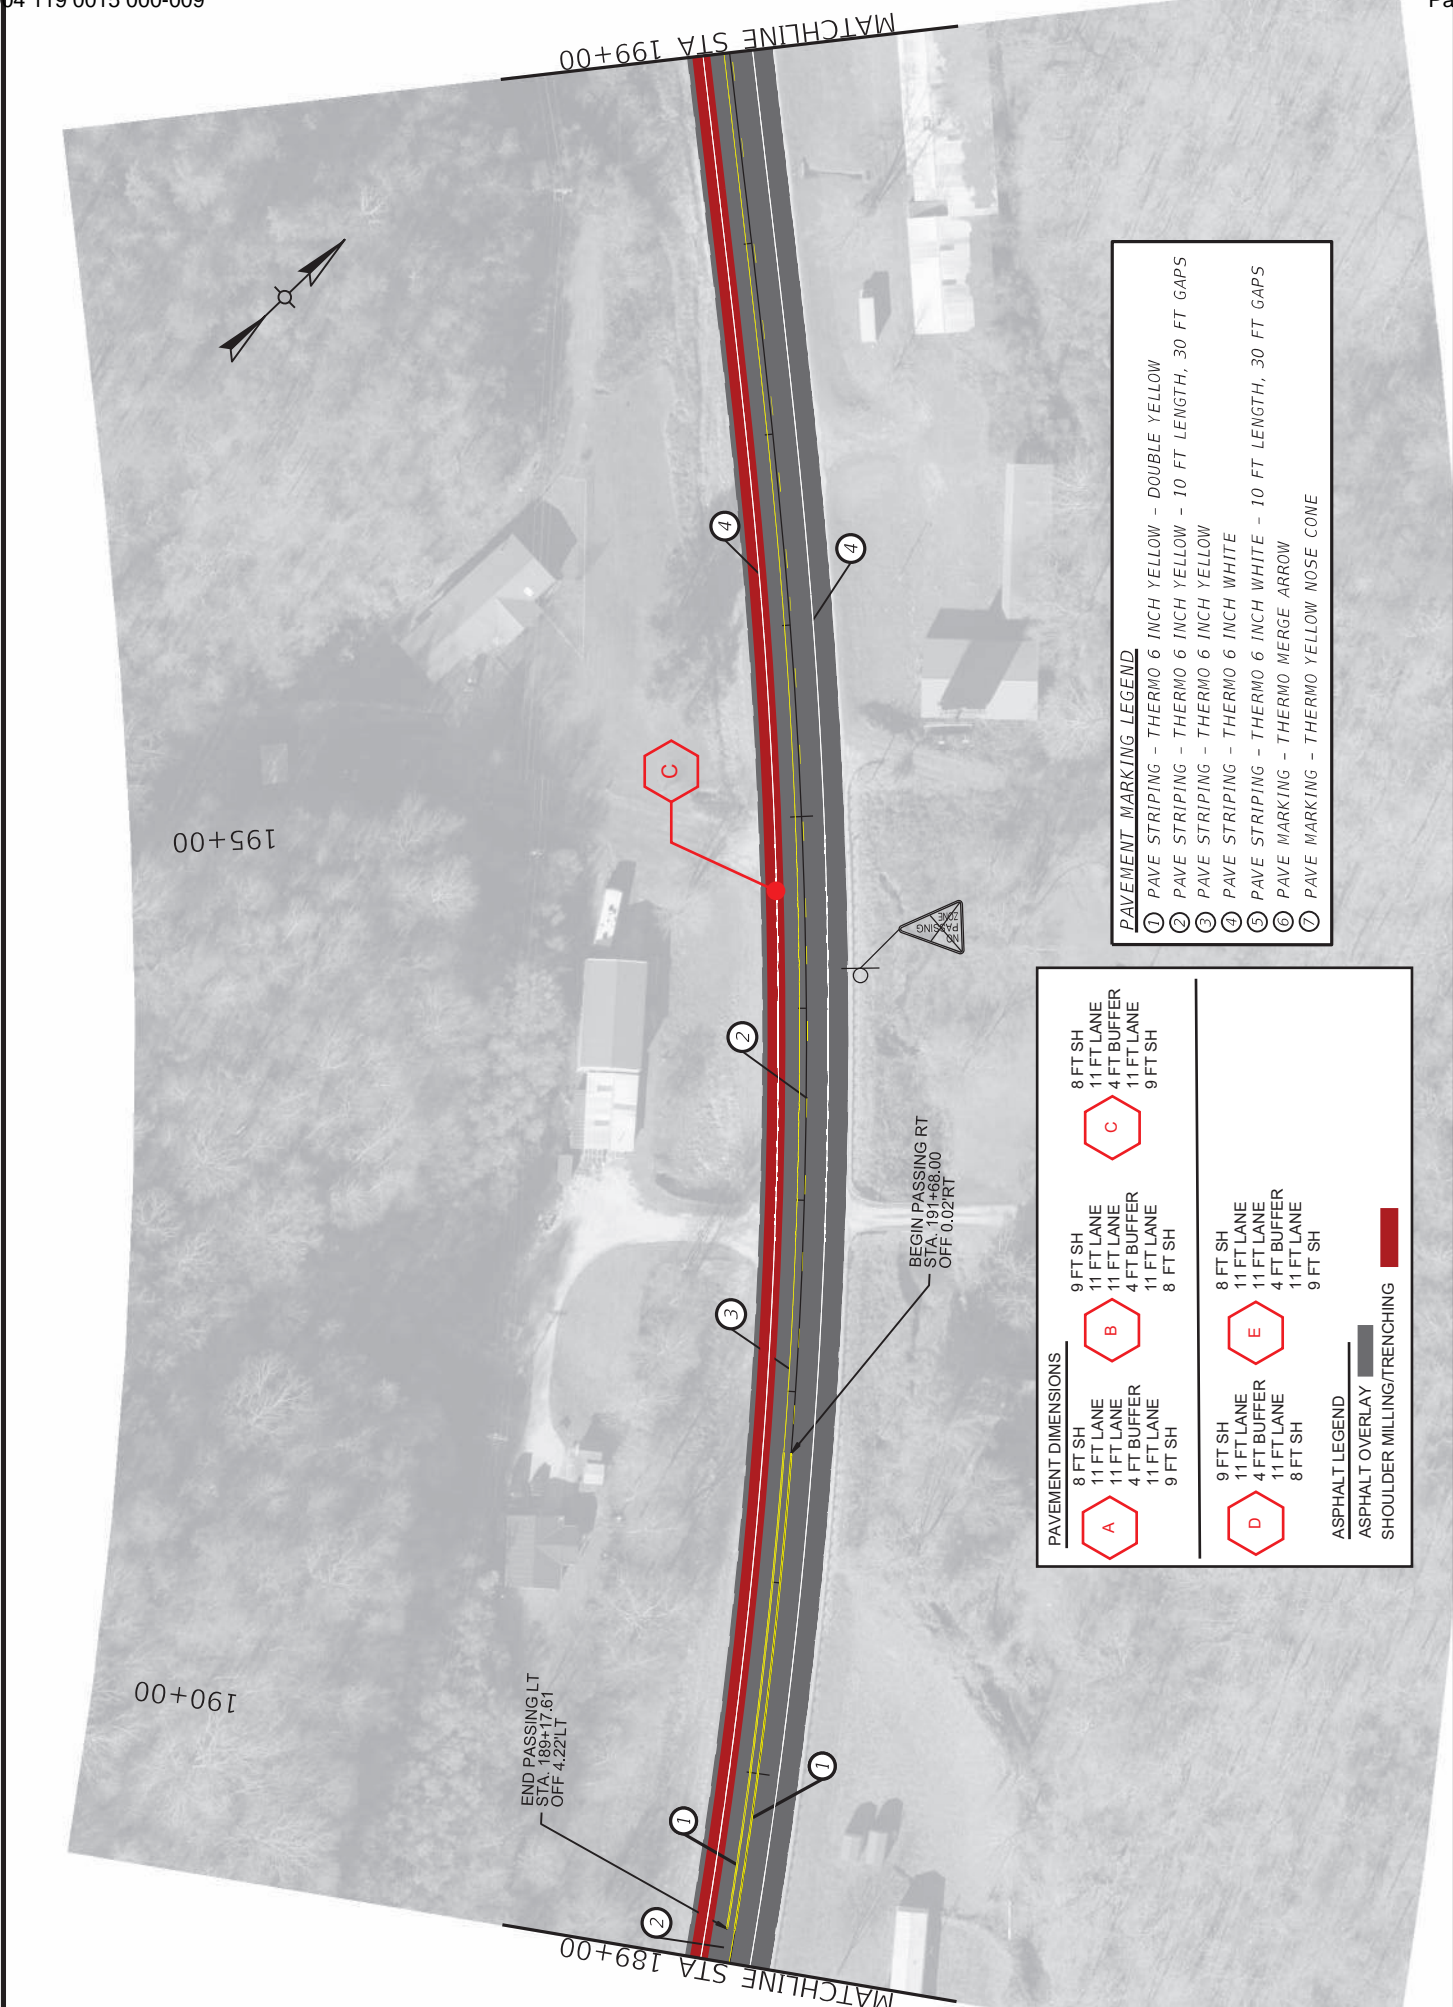 04 119 0015 000-009
Pa
MATCHLINE STA 199+00
195+00
190+00
MATCHLINE STA 189+00
C
4
4
2
3
1
1
2
NO
PASSING
ZONE
BEGIN PASSING RT
STA. 191+68.00
OFF 0.02'RT
END PASSING LT
STA. 189+17.61
OFF 4.22'LT
PAVEMENT MARKING LEGEND
1 PAVE STRIPING - THERMO 6 INCH YELLOW - DOUBLE YELLOW
2 PAVE STRIPING - THERMO 6 INCH YELLOW - 10 FT LENGTH, 30 FT GAPS
3 PAVE STRIPING - THERMO 6 INCH YELLOW
4 PAVE STRIPING - THERMO 6 INCH WHITE
5 PAVE STRIPING - THERMO 6 INCH WHITE - 10 FT LENGTH, 30 FT GAPS
6 PAVE MARKING - THERMO MERGE ARROW
7 PAVE MARKING - THERMO YELLOW NOSE CONE
PAVEMENT DIMENSIONS
A
8 FT SH
11 FT LANE
11 FT LANE
4 FT BUFFER
11 FT LANE
9 FT SH
B
9 FT SH
11 FT LANE
11 FT LANE
4 FT BUFFER
11 FT LANE
8 FT SH
C
8 FT SH
11 FT LANE
4 FT BUFFER
11 FT LANE
9 FT SH
D
9 FT SH
11 FT LANE
4 FT BUFFER
11 FT LANE
8 FT SH
E
8 FT SH
11 FT LANE
11 FT LANE
4 FT BUFFER
11 FT LANE
9 FT SH
ASPHALT LEGEND
ASPHALT OVERLAY
SHOULDER MILLING/TRENCHING